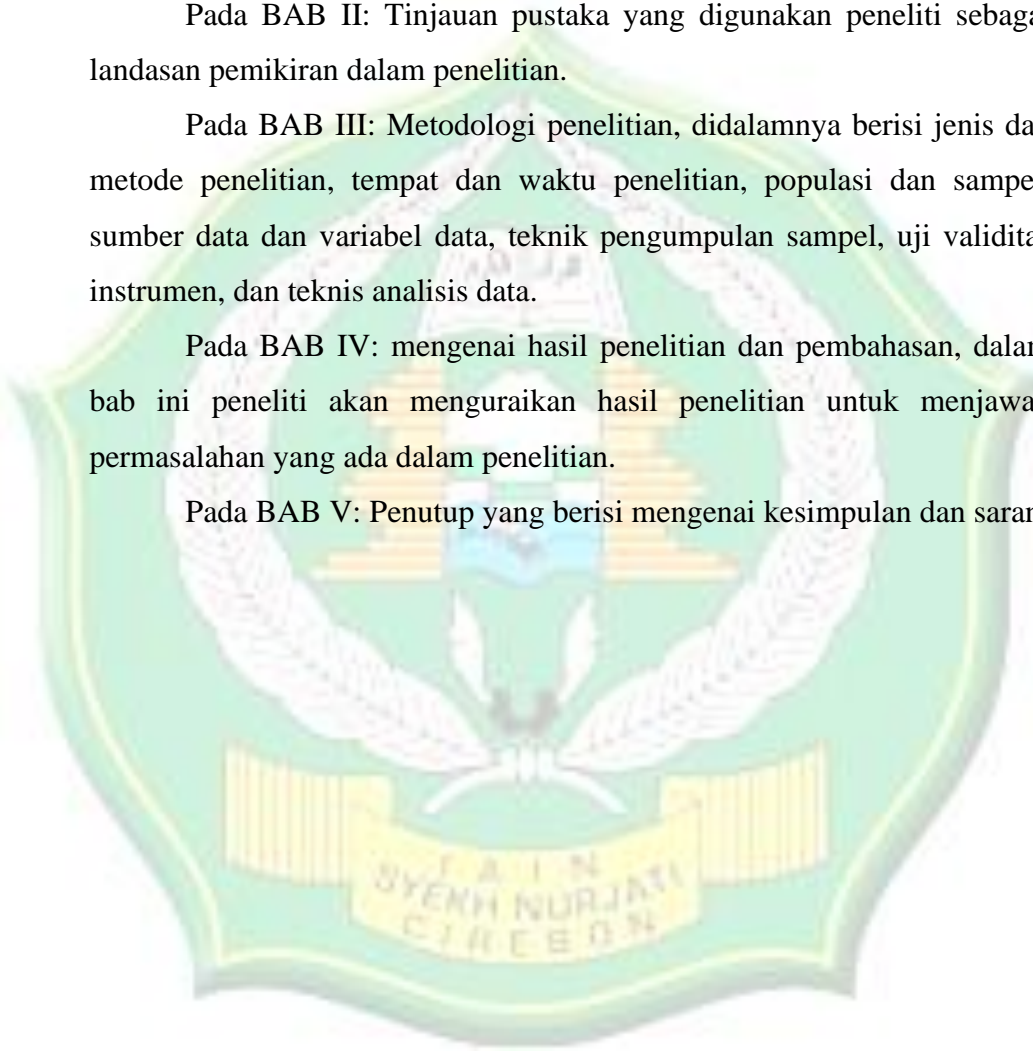 Pada BAB II: Tinjauan pustaka yang digunakan peneliti sebaga
landasan pemikiran dalam penelitian.
Pada BAB III: Metodologi penelitian, didalamnya berisi jenis da
metode penelitian, tempat dan waktu penelitian, populasi dan sampe
sumber data dan variabel data, teknik pengumpulan sampel, uji validita
instrumen, dan teknis analisis data.
Pada BAB IV: mengenai hasil penelitian dan pembahasan, dalam
bab ini peneliti akan menguraikan hasil penelitian untuk menjawa
permasalahan yang ada dalam penelitian.
Pada BAB V: Penutup yang berisi mengenai kesimpulan dan saran
IAIN
SYEKH NURJATI
CIREBON